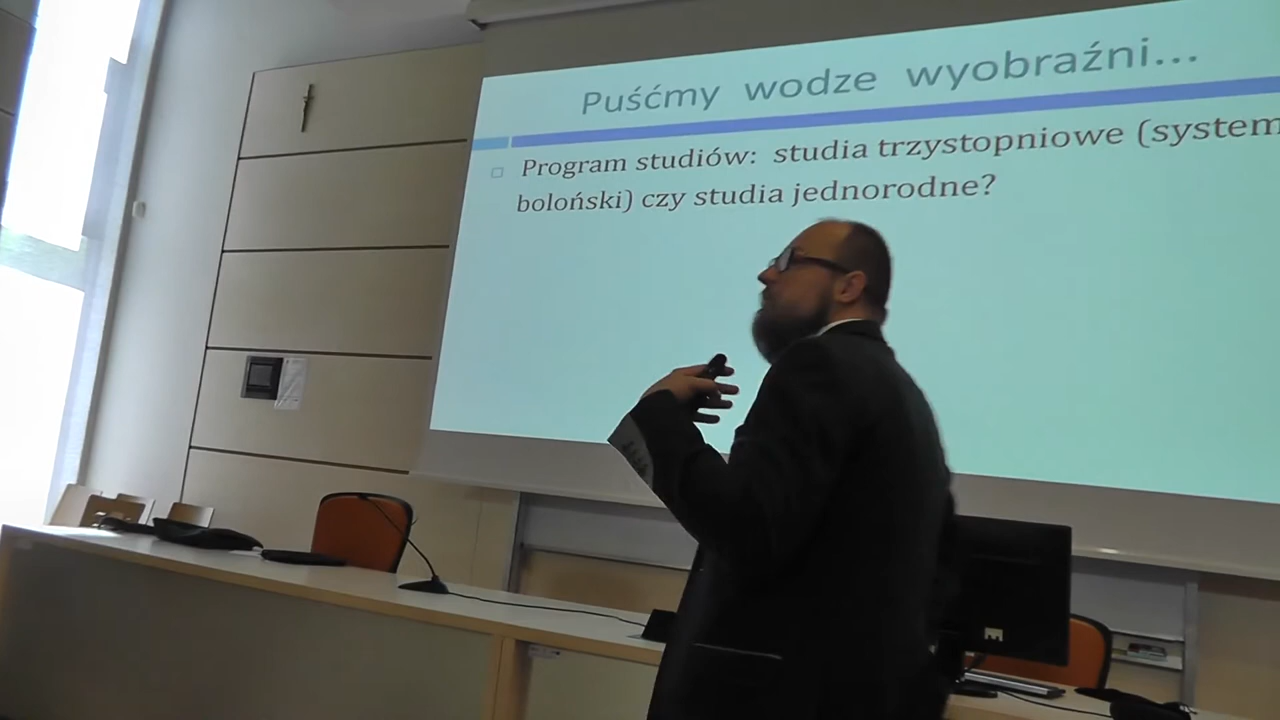 Puśćmy wodze wyobraźni...
Program studiów: studia trzystopniowe (system
boloński) czy studia jednorodne?